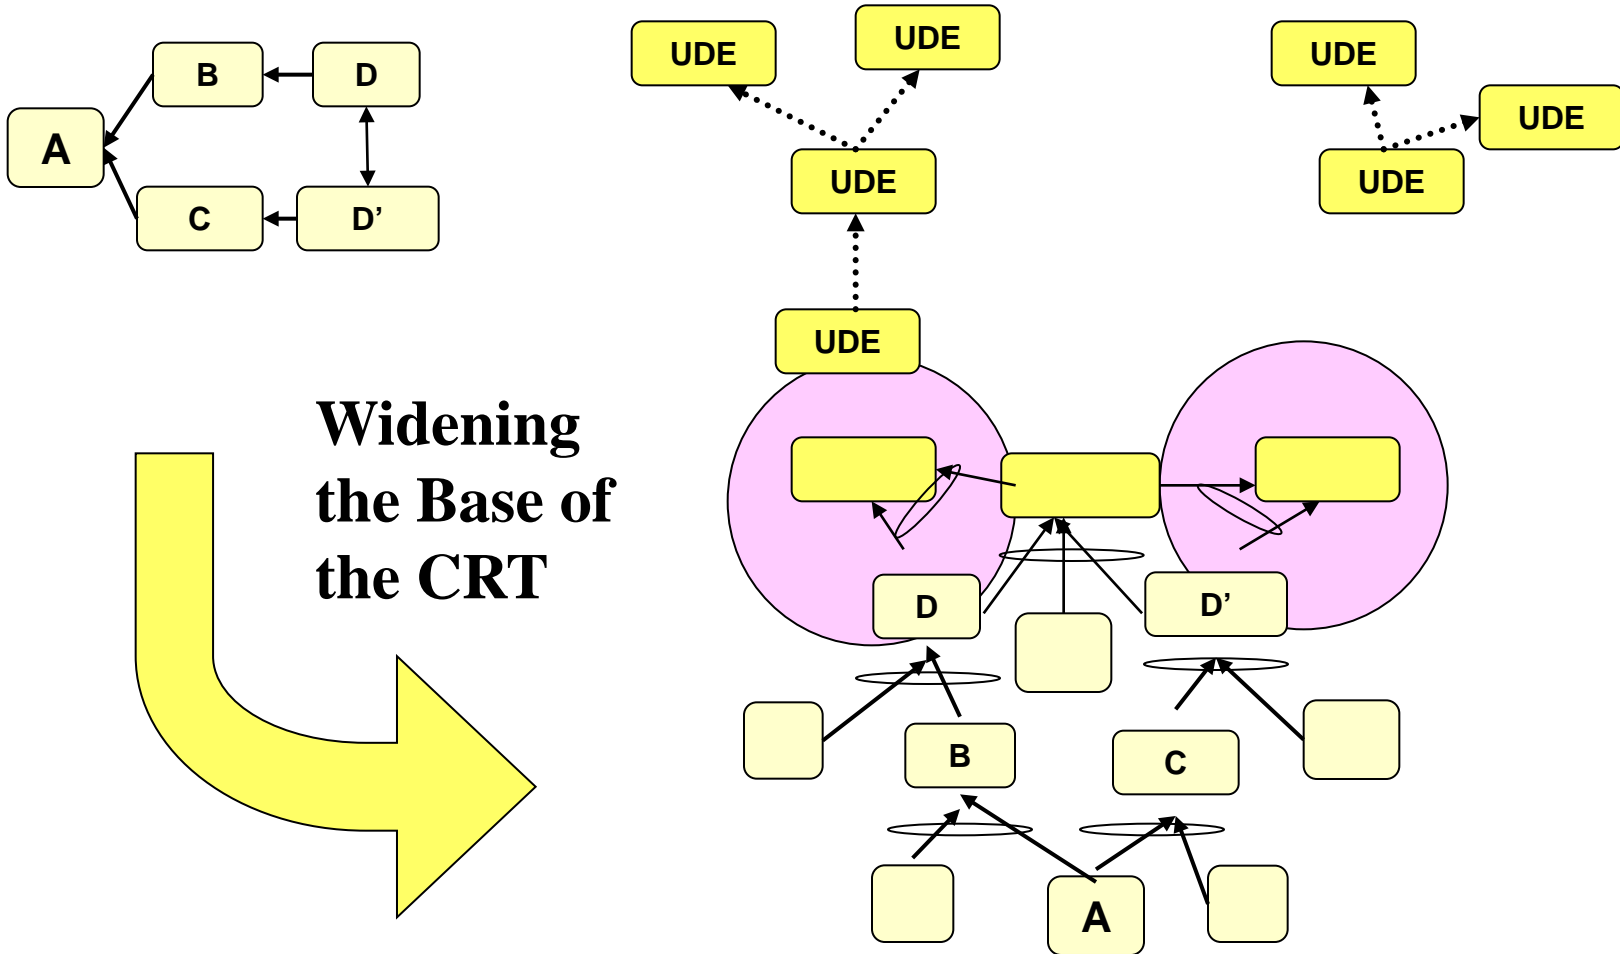 UDE
UDE
UDE
B
D
UDE
A
UDE
UDE
C
D’
UDE
Widening
the Base of
the CRT
D
D’
B
C
A